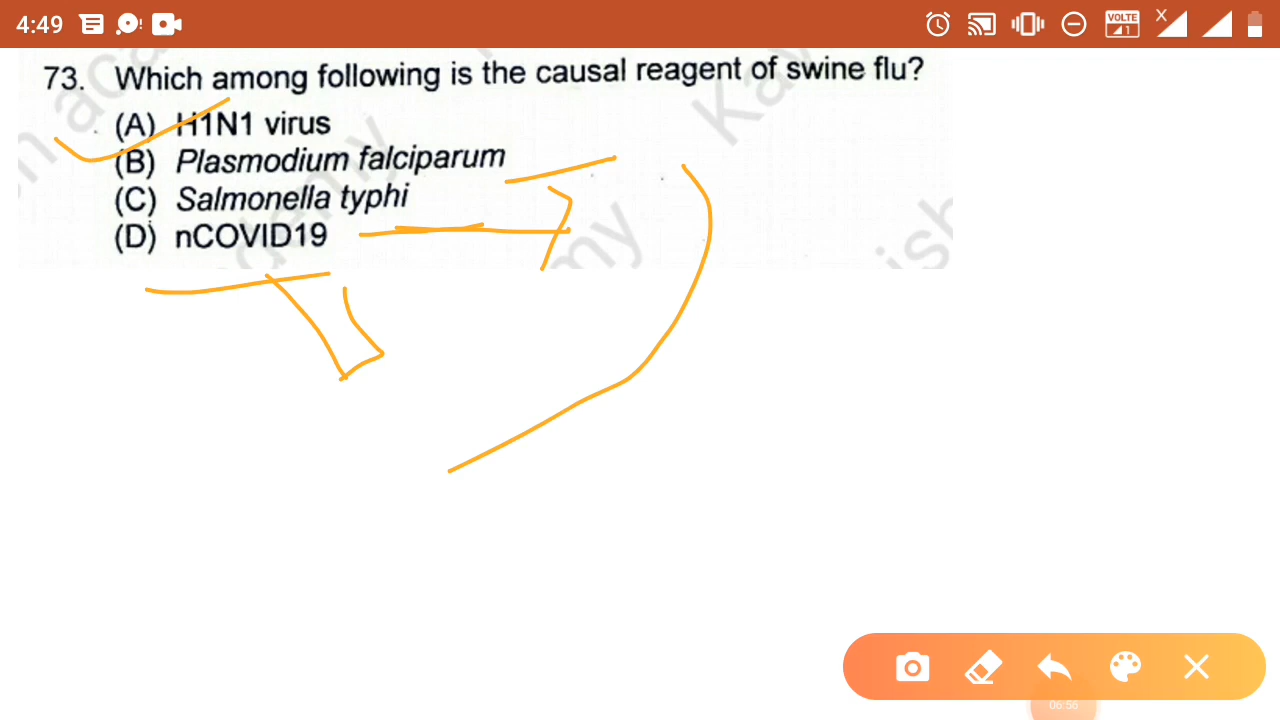 4:49
VOLTE
1
X
73. Which among following is the causal reagent of swine flu?
(A) H1N1 virus
(B) Plasmodium falciparum
(C) Salmonella typhi
(D) nCOVID19
06:56